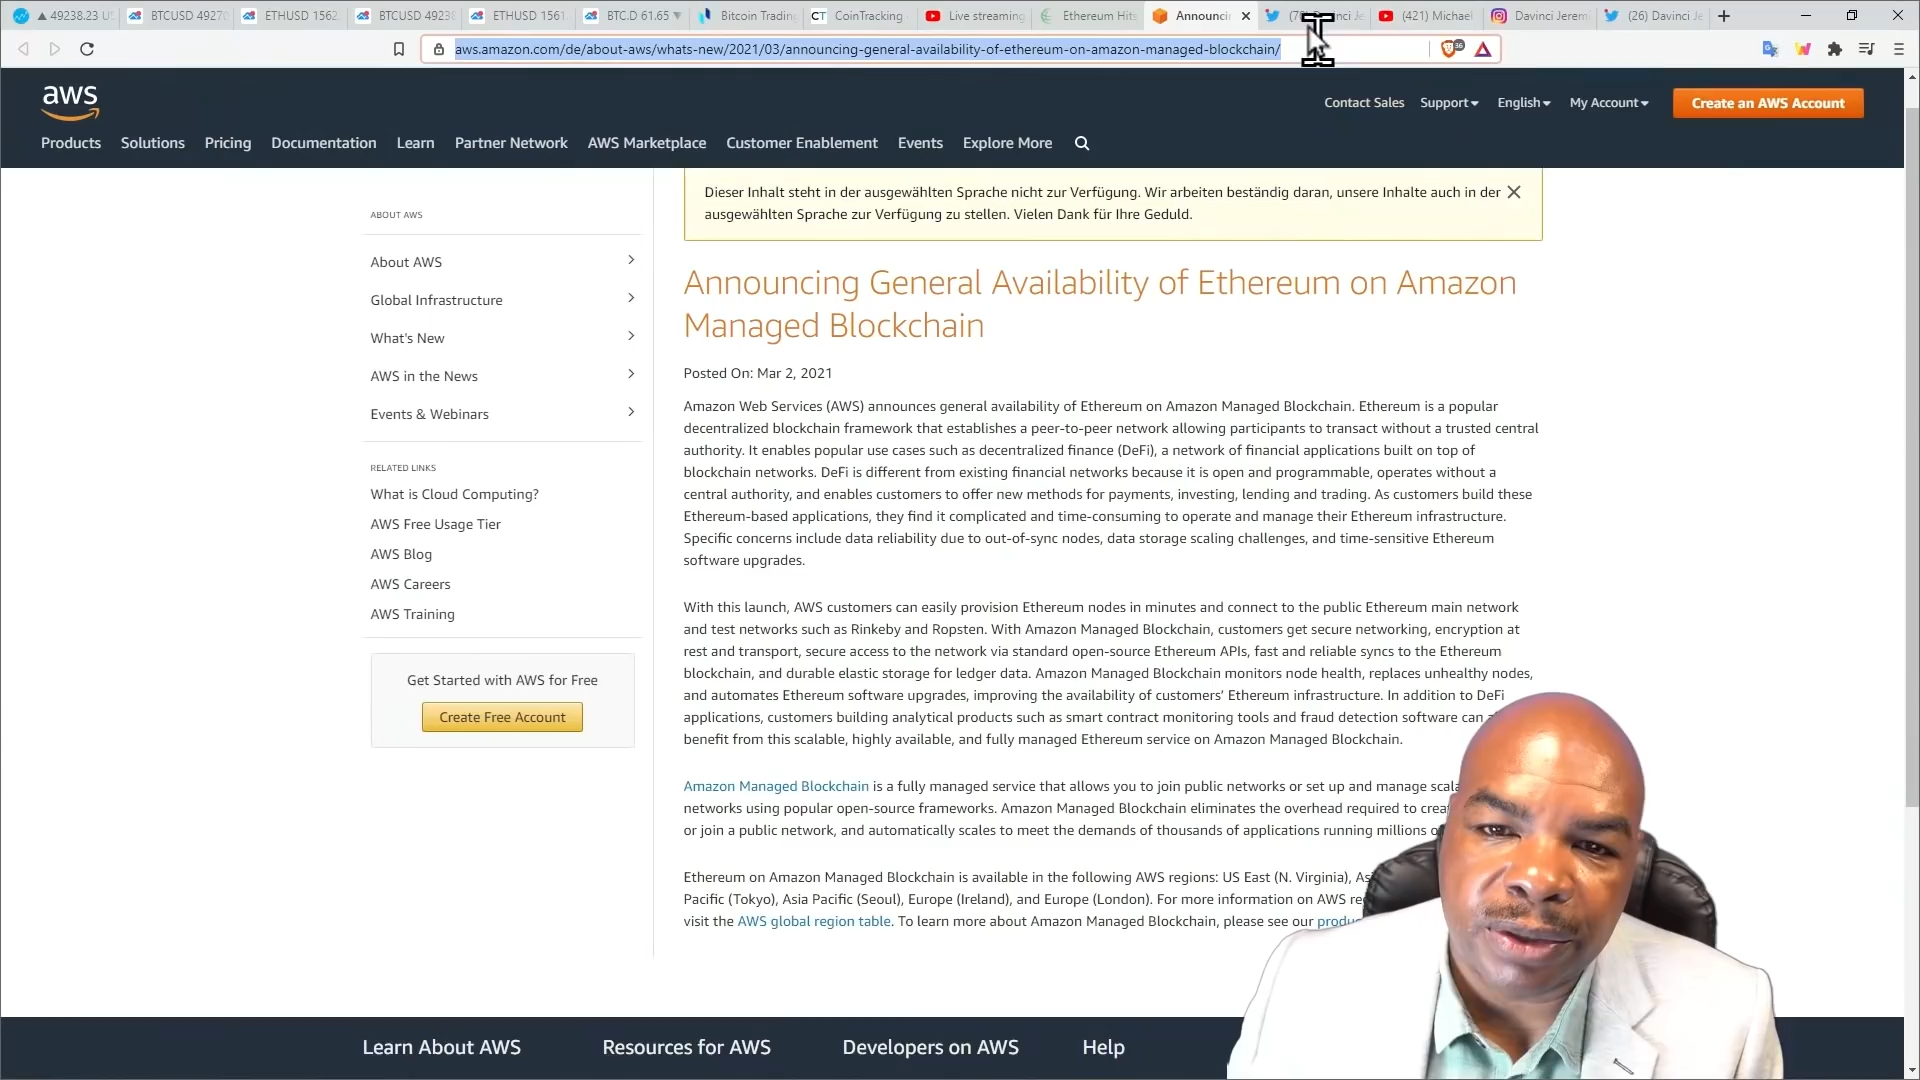 49238.23 U
BTCUSD 4927
ETHUSD 1562
BTCUSD 4923
ETHUSD 1561
BTC.D 61.65 ▼
Bitcoin Tradin
CoinTracking
Live streaming
Ethereum Hit
Announci
Davinci Je
(421) Michael
Davinci Jerem
(26) Davinci Je
aws.amazon.com/de/about-aws/whats-new/2021/03/announcing-general-availability-of-ethereum-on-amazon-managed-blockchain/
36
aws
Contact Sales Support English My Account Create an AWS Account
Products Solutions Pricing Documentation Learn Partner Network AWS Marketplace Customer Enablement Events Explore More
Dieser Inhalt steht in der ausgewählten Sprache nicht zur Verfügung. Wir arbeiten beständig daran, unsere Inhalte auch in der
ausgewählten Sprache zur Verfügung zu stellen. Vielen Dank für Ihre Geduld.
ABOUT AWS
About AWS
Global Infrastructure
What's New
AWS in the News
Events & Webinars
RELATED LINKS
What is Cloud Computing?
AWS Free Usage Tier
AWS Blog
AWS Careers
AWS Training
Get Started with AWS for Free
Create Free Account
Announcing General Availability of Ethereum on Amazon
Managed Blockchain
Posted On: Mar 2, 2021
Amazon Web Services (AWS) announces general availability of Ethereum on Amazon Managed Blockchain. Ethereum is a popular
decentralized blockchain framework that establishes a peer-to-peer network allowing participants to transact without a trusted central
authority. It enables popular use cases such as decentralized finance (DeFi), a network of financial applications built on top of
blockchain networks. DeFi is different from existing financial networks because it is open and programmable, operates without a
central authority, and enables customers to offer new methods for payments, investing, lending and trading. As customers build these
Ethereum-based applications, they find it complicated and time-consuming to operate and manage their Ethereum infrastructure.
Specific concerns include data reliability due to out-of-sync nodes, data storage scaling challenges, and time-sensitive Ethereum
software upgrades.
With this launch, AWS customers can easily provision Ethereum nodes in minutes and connect to the public Ethereum main network
and test networks such as Rinkeby and Ropsten. With Amazon Managed Blockchain, customers get secure networking, encryption at
rest and transport, secure access to the network via standard open-source Ethereum APIs, fast and reliable syncs to the Ethereum
blockchain, and durable elastic storage for ledger data. Amazon Managed Blockchain monitors node health, replaces unhealthy nodes,
and automates Ethereum software upgrades, improving the availability of customers' Ethereum infrastructure. In addition to DeFi
applications, customers building analytical products such as smart contract monitoring tools and fraud detection software can
benefit from this scalable, highly available, and fully managed Ethereum service on Amazon Managed Blockchain.
Amazon Managed Blockchain is a fully managed service that allows you to join public networks or set up and manage
networks using popular open-source frameworks. Amazon Managed Blockchain eliminates the overhead required to
or join a public network, and automatically scales to meet the demands of thousands of applications running millions
Ethereum on Amazon Managed Blockchain is available in the following AWS regions: US East (N. Virginia),
Pacific (Tokyo), Asia Pacific (Seoul), Europe (Ireland), and Europe (London). For more information on AWS
visit the AWS global region table. To learn more about Amazon Managed Blockchain, please see our
Learn About AWS Resources for AWS Developers on AWS Help